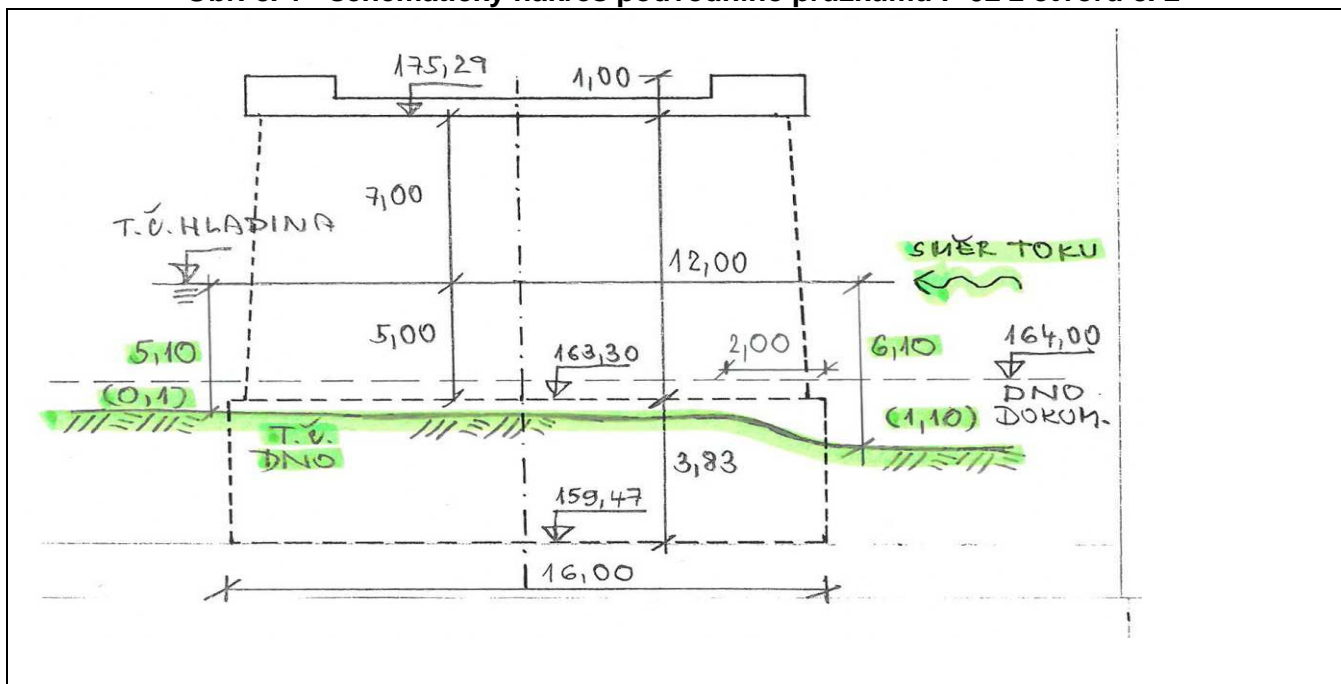 175,29
1,00
7,00
T.č. HLADINA
SMĚR TOKU
12,00
5,00
163,30
2,00
164,00
5,10
6,10
(0,1)
DNO
(1,10) DOKUM.
T.č.
DNO
3,83
159,47
16,00